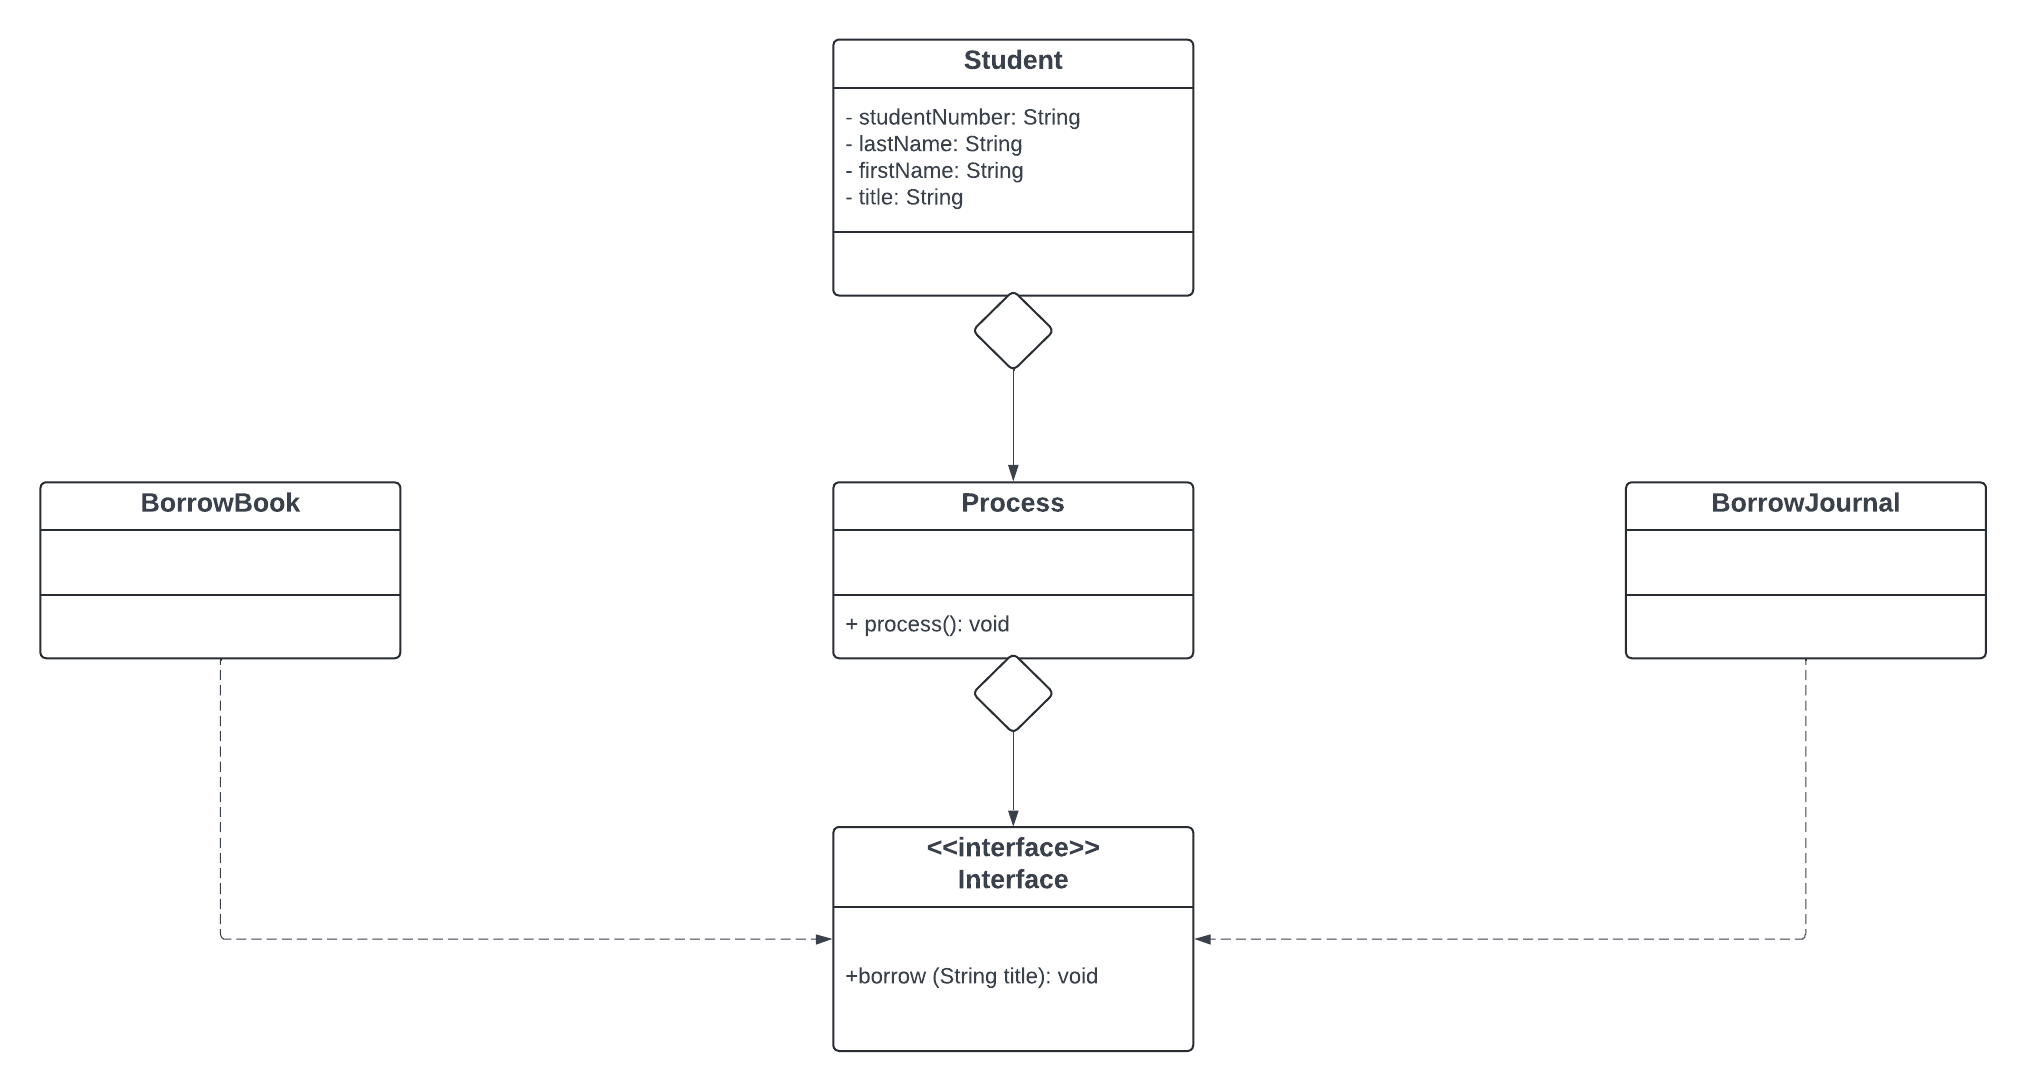 Student
- studentNumber: String
- lastName: String
- firstName: String
- title: String
BorrowBook
Process
+ process(): void
BorrowJournal
<<interface>>
Interface
+borrow (String title): void